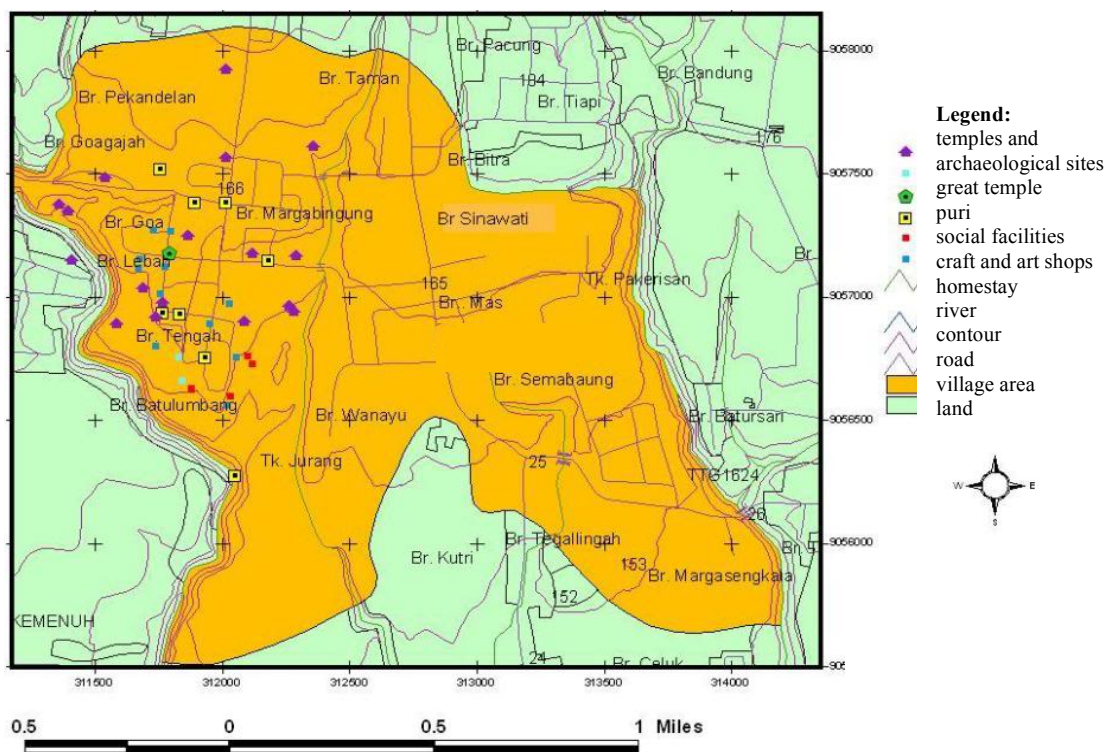 Br. Pacung
9058000
Br. Taman
Br. Bandung
184
Br. Pekandelan
Br. Tiapi
176
Br. Goagajah
Br. Bitra
9057500
166
Br. Goa
Br. Margabingung
Br Sinawati
Br.
Br. Lebah
165
Tk. Pakerisan
Br. Mas
9057000
Br. Tengah
Br. Semabaung
Br. Batulumbang
Br. Wanayu
Br. Batursari
9056500
Tk. Jurang
25
TTG1624
26
Br. Tegallingah
9056000
Br. Kutri
153
Br. Margasengkala
152
KEMENUH
24
Br. Celuk
311500 312000 312500 313000 313500 314000
Legend:
temples and
archaeological sites
great temple
puri
social facilities
craft and art shops
homestay
river
contour
road
village area
land
W E
S
0.5 0 0.5 1 Miles